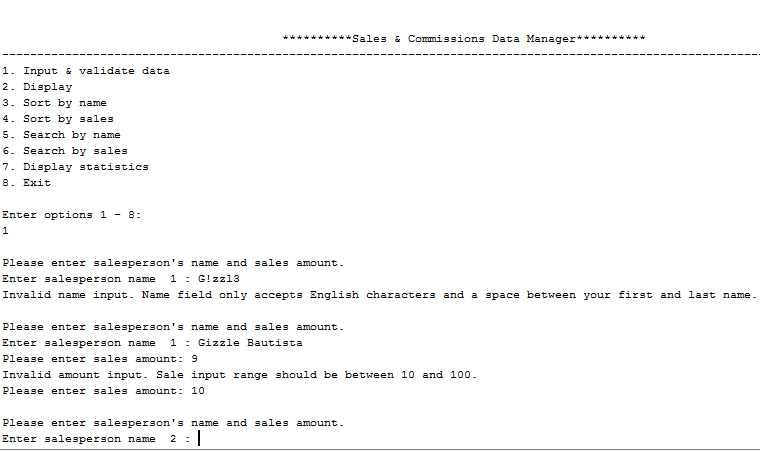 **********Sales & Commissions Data Manager**********
--------------------------------------------------------------------------------------------------------------
1. Input & validate data
2. Display
3. Sort by name
4. Sort by sales
5. Search by name
6. Search by sales
7. Display statistics
8. Exit
Enter options 1 - 8:
1
Please enter salesperson's name and sales amount.
Enter salesperson name  1 : G!zzl3
Invalid name input. Name field only accepts English characters and a space between your first and last name.
Please enter salesperson's name and sales amount.
Enter salesperson name  1 : Gizzle Bautista
Please enter sales amount: 9
Invalid amount input. Sale input range should be between 10 and 100.
Please enter sales amount: 10
Please enter salesperson's name and sales amount.
Enter salesperson name  2 :